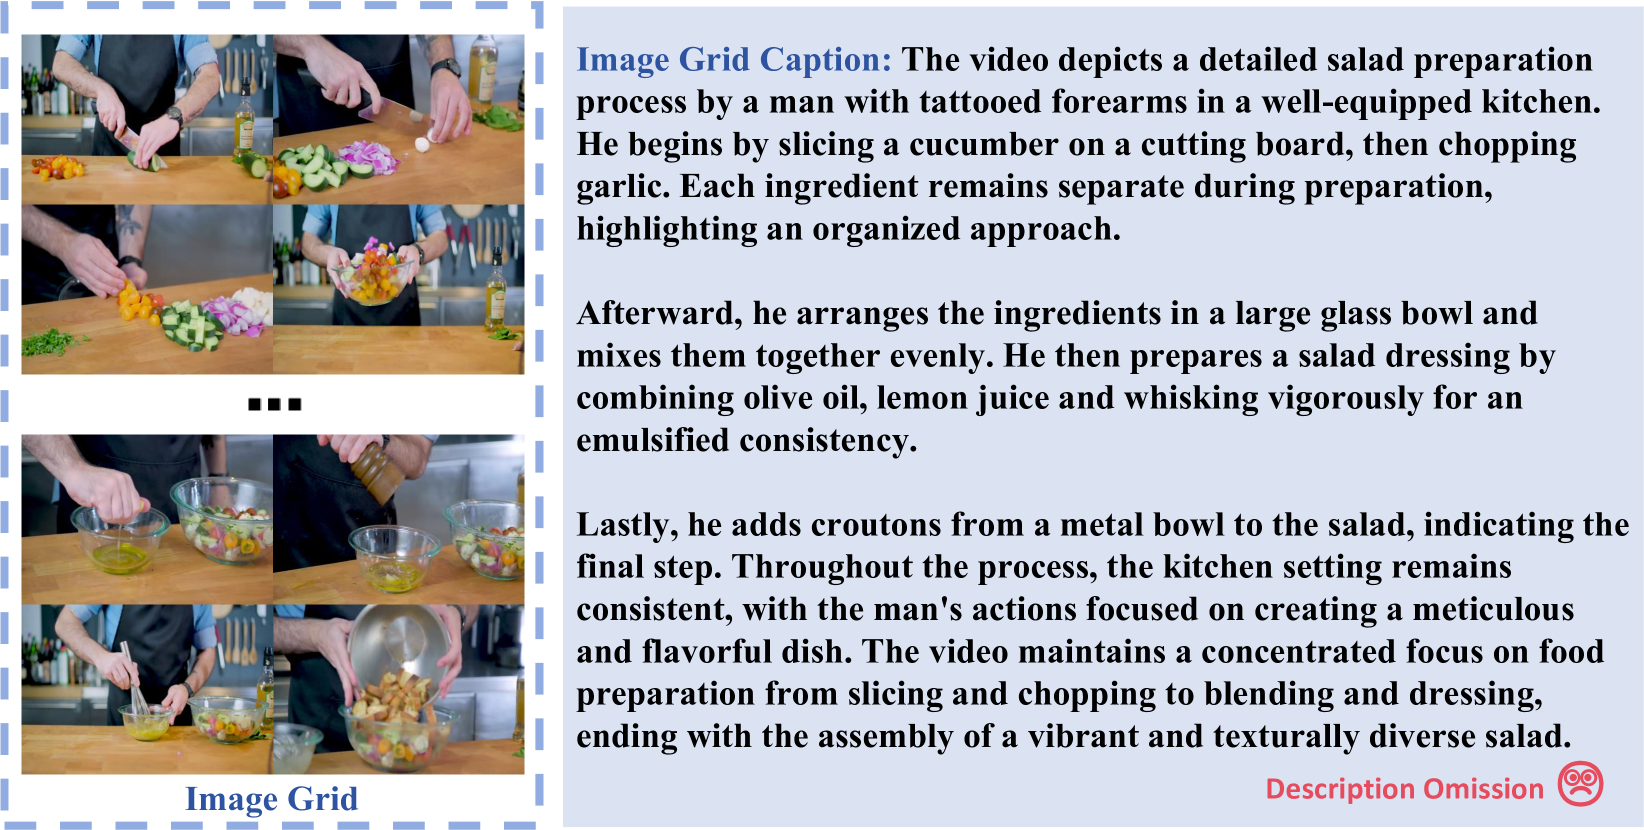 Image Grid Caption: The video depicts a detailed salad preparation
process by a man with tattooed forearms in a well-equipped kitchen.
He begins by slicing a cucumber on a cutting board, then chopping
garlic. Each ingredient remains separate during preparation,
highlighting an organized approach.
Afterward, he arranges the ingredients in a large glass bowl and
mixes them together evenly. He then prepares a salad dressing by
combining olive oil, lemon juice and whisking vigorously for an
emulsified consistency.
Lastly, he adds croutons from a metal bowl to the salad, indicating the
final step. Throughout the process, the kitchen setting remains
consistent, with the man's actions focused on creating a meticulous
and flavorful dish. The video maintains a concentrated focus on food
preparation from slicing and chopping to blending and dressing,
ending with the assembly of a vibrant and texturally diverse salad.
Description Omission
Image Grid